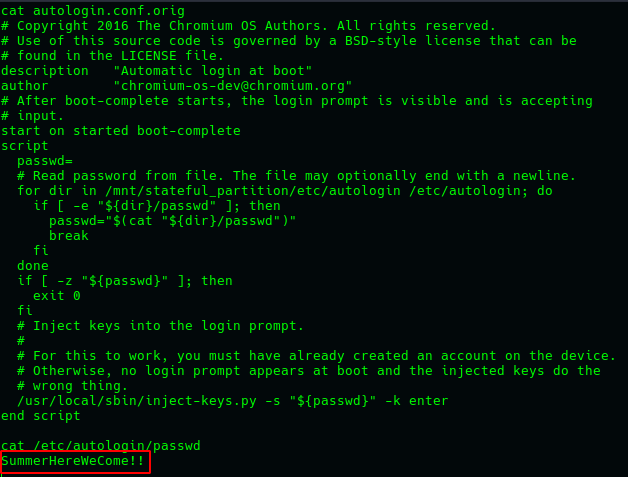 cat autologin.conf.orig
# Copyright 2016 The Chromium OS Authors. All rights reserved.
# Use of this source code is governed by a BSD-style license that can be
# found in the LICENSE file.
description   "Automatic login at boot"
author        "chromium-os-dev@chromium.org"
# After boot-complete starts, the login prompt is visible and is accepting
# input.
start on started boot-complete
script
  passwd=
  # Read password from file. The file may optionally end with a newline.
  for dir in /mnt/stateful_partition/etc/autologin /etc/autologin; do
    if [ -e "${dir}/passwd" ]; then
      passwd="$(cat "${dir}/passwd")"
      break
    fi
  done
  if [ -z "${passwd}" ]; then
    exit 0
  fi
  # Inject keys into the login prompt.
  #
  # For this to work, you must have already created an account on the device.
  # Otherwise, no login prompt appears at boot and the injected keys do the
  # wrong thing.
  /usr/local/sbin/inject-keys.py -s "${passwd}" -k enter
end script

cat /etc/autologin/passwd
SummerHereWeCome!!